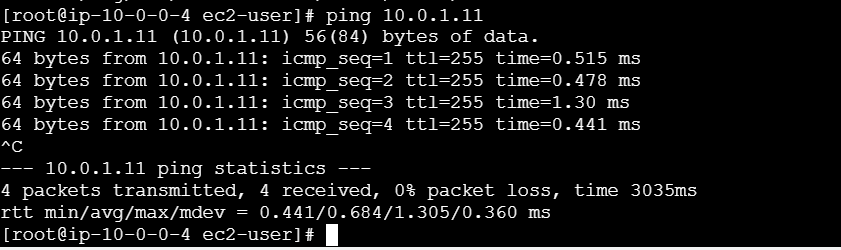 [root@ip-10-0-0-4 ec2-user]# ping 10.0.1.11
PING 10.0.1.11 (10.0.1.11) 56(84) bytes of data.
64 bytes from 10.0.1.11: icmp_seq=1 ttl=255 time=0.515 ms
64 bytes from 10.0.1.11: icmp_seq=2 ttl=255 time=0.478 ms
64 bytes from 10.0.1.11: icmp_seq=3 ttl=255 time=1.30 ms
64 bytes from 10.0.1.11: icmp_seq=4 ttl=255 time=0.441 ms
^C
--- 10.0.1.11 ping statistics ---
4 packets transmitted, 4 received, 0% packet loss, time 3035ms
rtt min/avg/max/mdev = 0.441/0.684/1.305/0.360 ms
[root@ip-10-0-0-4 ec2-user]#